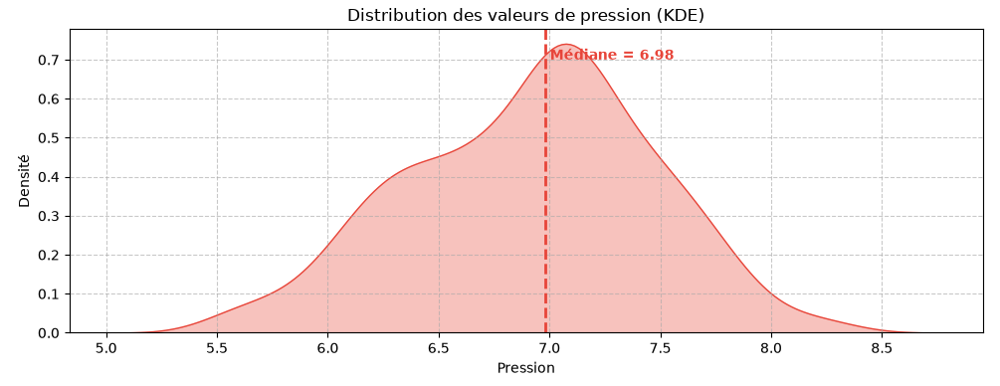 Distribution des valeurs de pression (KDE)
Densité
0.7
0.6
0.5
0.4
0.3
0.2
0.1
0.0
Médiane = 6.98
5.0 5.5 6.0 6.5 7.0 7.5 8.0 8.5
Pression